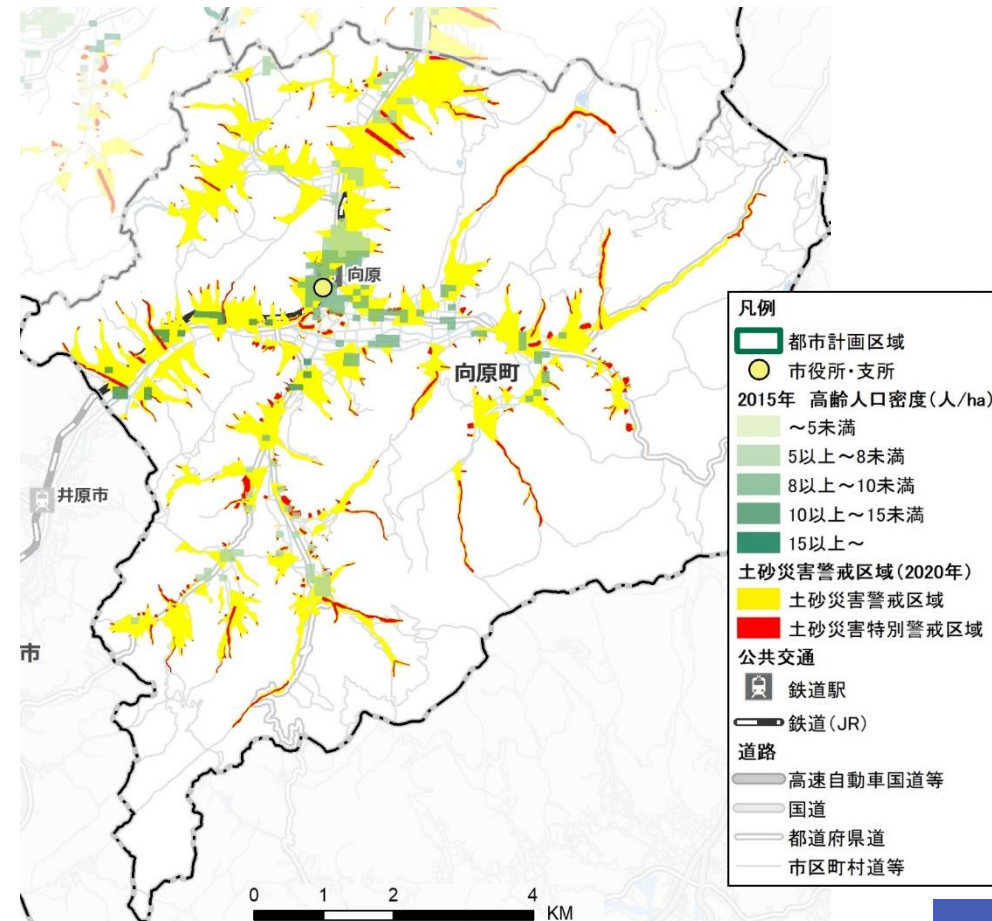 向原
向原町
井原市
市
凡例
都市計画区域
市役所・支所
2015年 高齢人口密度(人/ha)
～5未満
5以上～8未満
8以上～10未満
10以上～15未満
15以上～
土砂災害警戒区域(2020年)
土砂災害警戒区域
土砂災害特別警戒区域
公共交通
鉄道駅
鉄道(JR)
道路
高速自動車国道等
国道
都道府県道
市区町村道等
0 1 2 4
KM